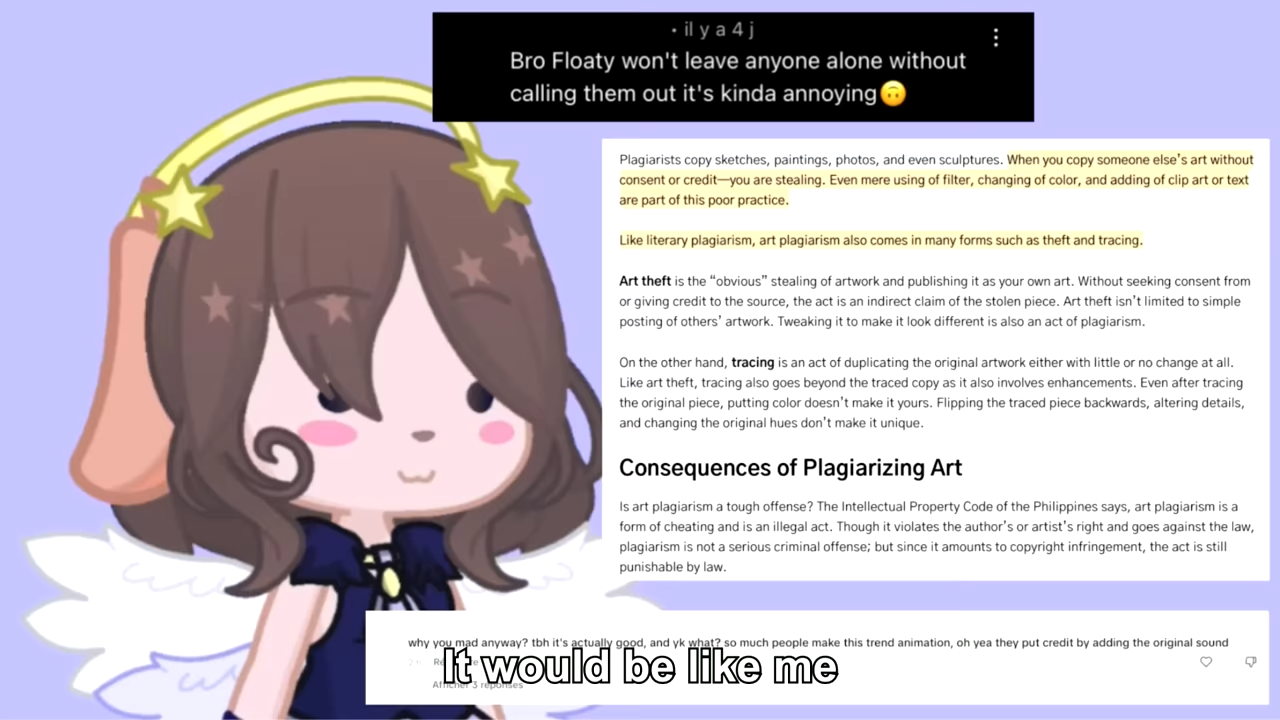 • il y a 4 j
Bro Floaty won't leave anyone alone without
calling them out it's kinda annoying🙃
Plagiarists copy sketches, paintings, photos, and even sculptures. When you copy someone else's art without
consent or credit—you are stealing. Even mere using of filter, changing of color, and adding of clip art or text
are part of this poor practice.
Like literary plagiarism, art plagiarism also comes in many forms such as theft and tracing.
Art theft is the “obvious” stealing of artwork and publishing it as your own art. Without seeking consent from
or giving credit to the source, the act is an indirect claim of the stolen piece. Art theft isn't limited to simple
posting of others' artwork. Tweaking it to make it look different is also an act of plagiarism.
On the other hand, tracing is an act of duplicating the original artwork either with little or no change at all.
Like art theft, tracing also goes beyond the traced copy as it also involves enhancements. Even after tracing
the original piece, putting color doesn't make it yours. Flipping the traced piece backwards, altering details,
and changing the original hues don't make it unique.
Consequences of Plagiarizing Art
Is art plagiarism a tough offense? The Intellectual Property Code of the Philippines says, art plagiarism is a
form of cheating and is an illegal act. Though it violates the author's or artist's right and goes against the law,
plagiarism is not a serious criminal offense; but since it amounts to copyright infringement, the act is still
punishable by law.
why you mad anyway? tbh it's actually good, and yk what? so much people make this trend animation, oh yea they put credit by adding the original sound
It would be like me
Afficher 3 réponses